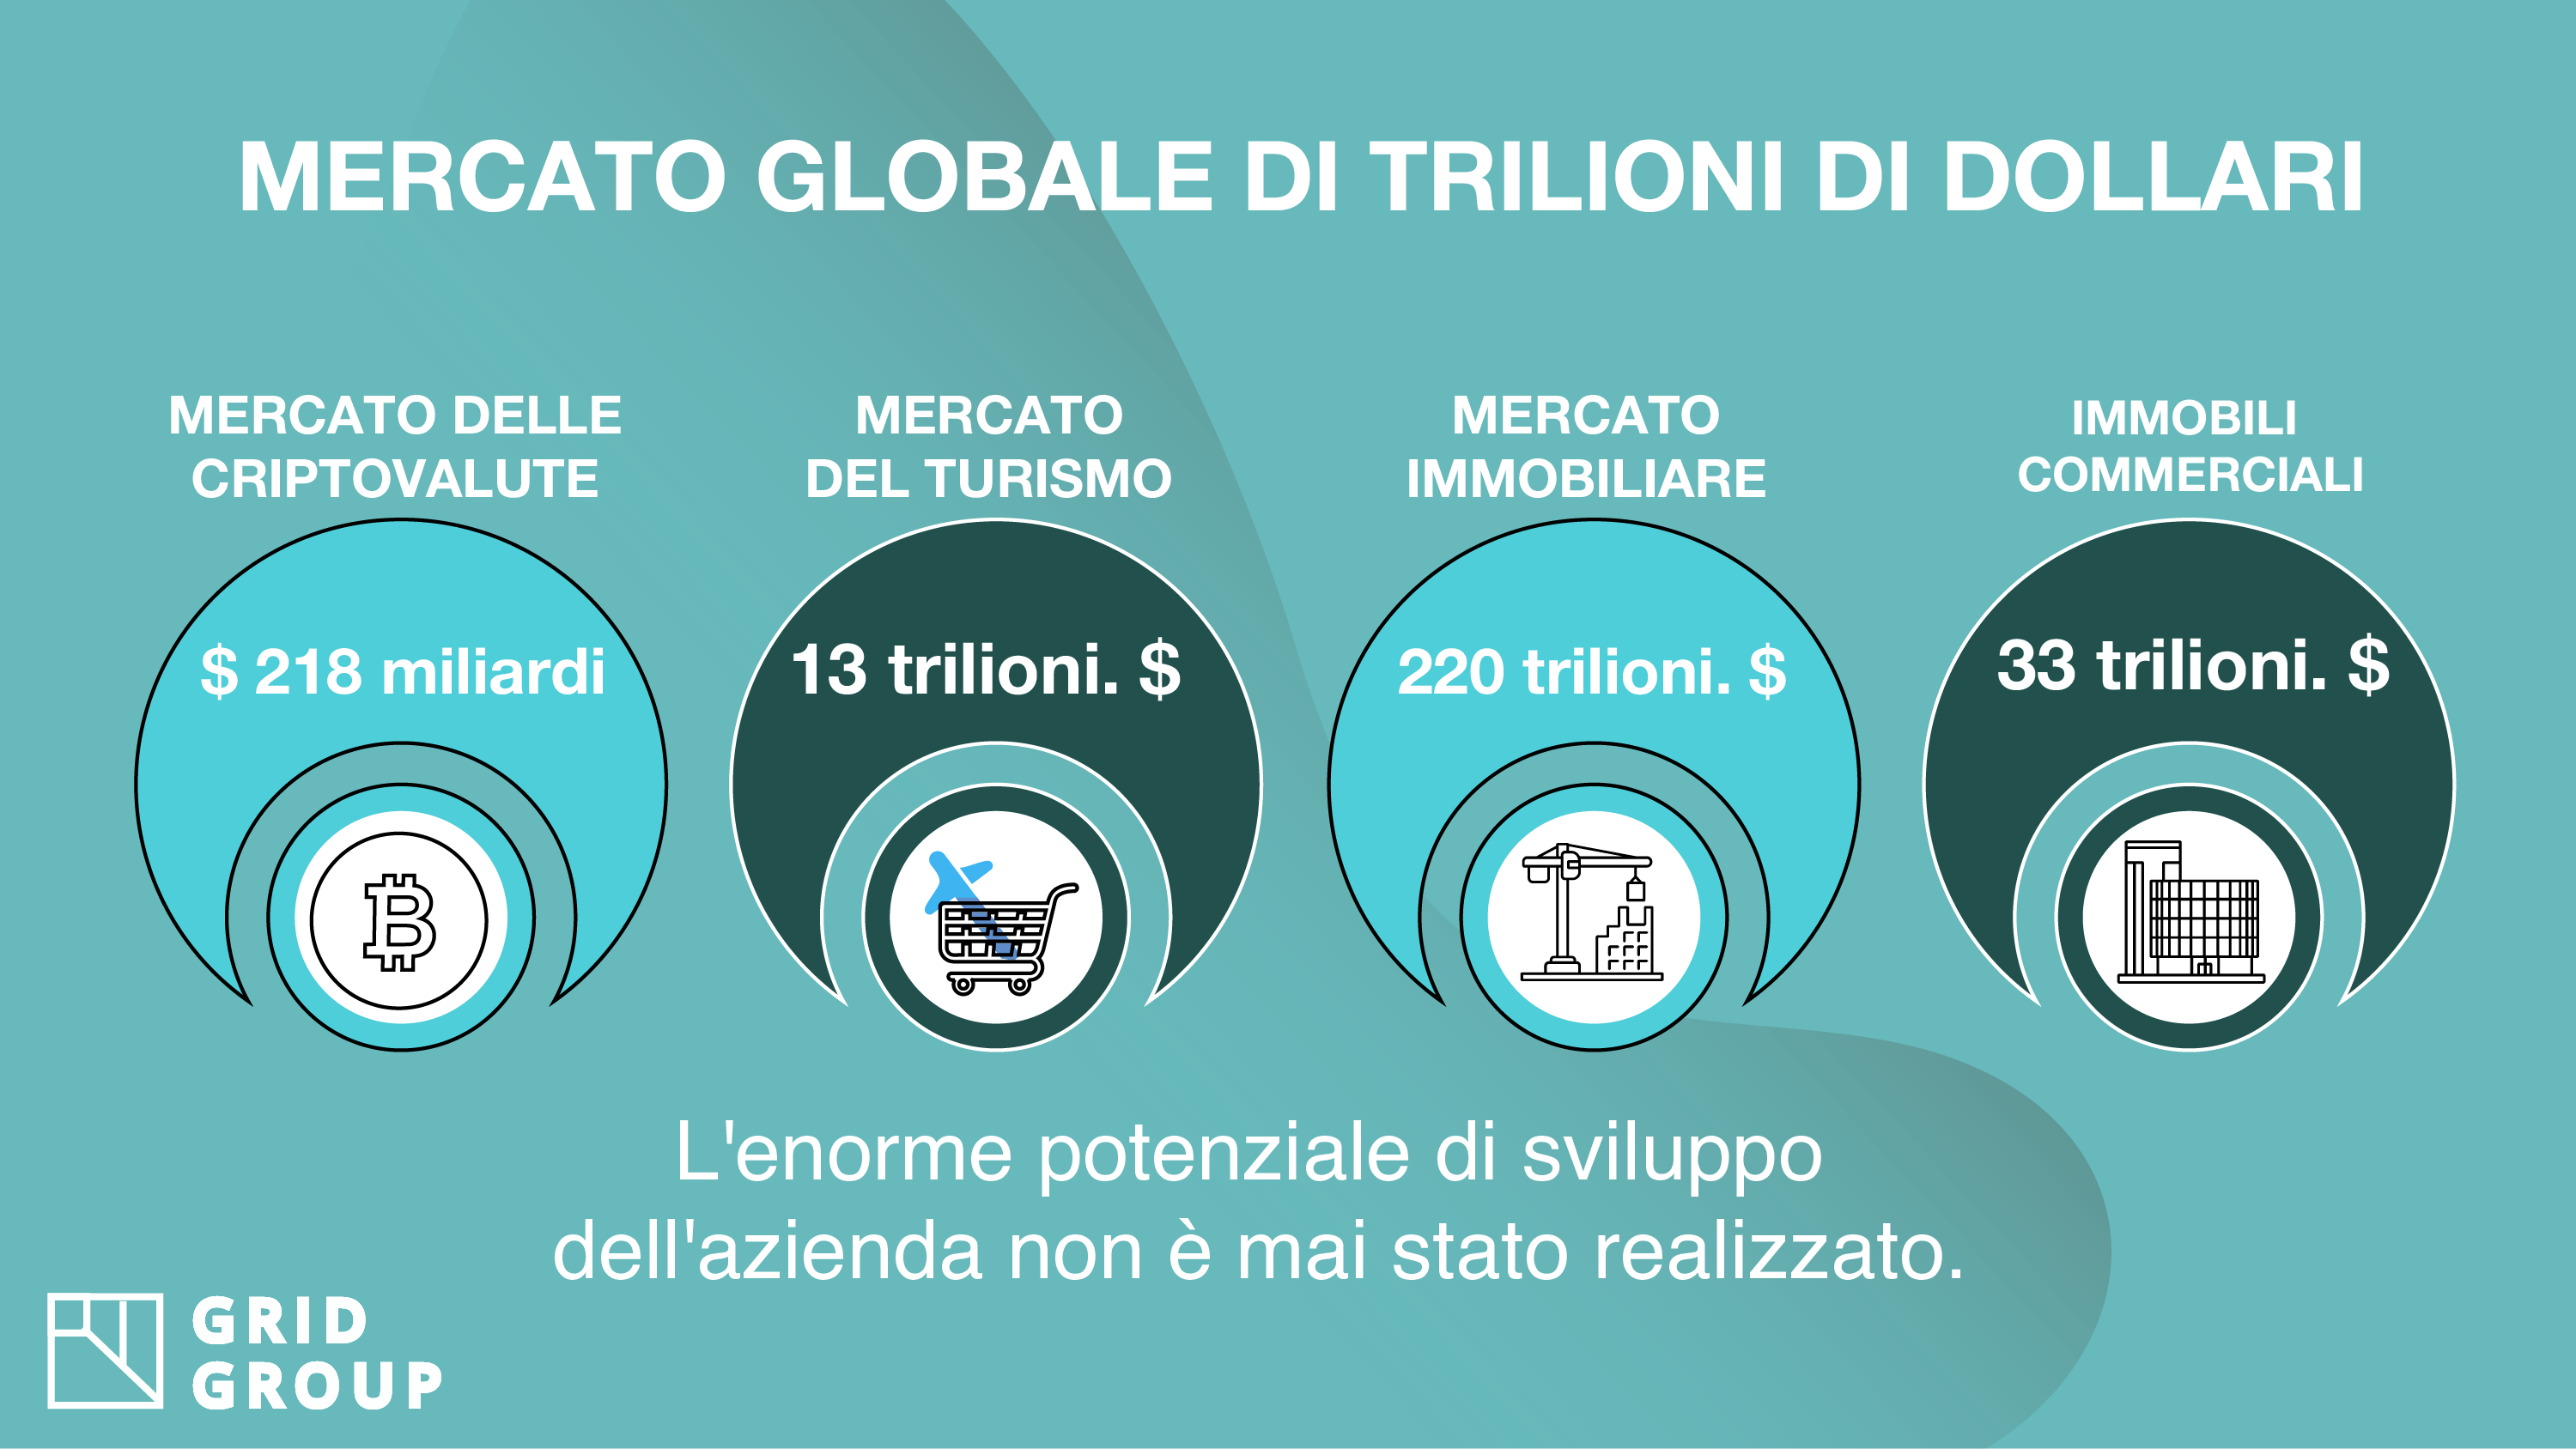 MERCATO GLOBALE DI TRILIONI DI DOLLARI
MERCATO DELLE
CRIPTOVALUTE
$ 218 miliardi
MERCATO
DEL TURISMO
13 trilioni. $
MERCATO
IMMOBILIARE
220 trilioni. $
IMMOBILI
COMMERCIALI
33 trilioni. $
L'enorme potenziale di sviluppo
dell'azienda non è mai stato realizzato.
GRID
GROUP